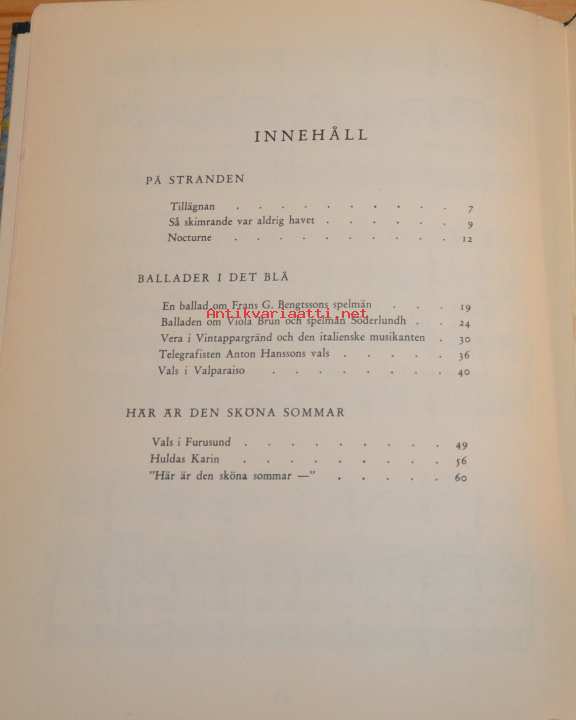 INNEHÅLL
PÅ STRANDEN
Tillägnan . . . . . . . . . . 7
Så skimrande var aldrig havet . . . . . . 9
Nocturne . . . . . . . . . . 12
BALLADER I DET BLÅ
En ballad om Frans G. Bengtssons spelmän . . . 19
Antikvariaatti.net
Balladen om Viola Brun och spelman Söderlundh . . 24
Vera i Vintappargränd och den italienske musikanten . 30
Telegrafisten Anton Hanssons vals . . . . . 36
Vals i Valparaiso . . . . . . . 40
HÄR ÄR DEN SKÖNA SOMMAR
Vals i Furusund . . . . . . . . . 49
Huldas Karin . . . . . . . . . 56
"Här är den sköna sommar —" . . . . . 60